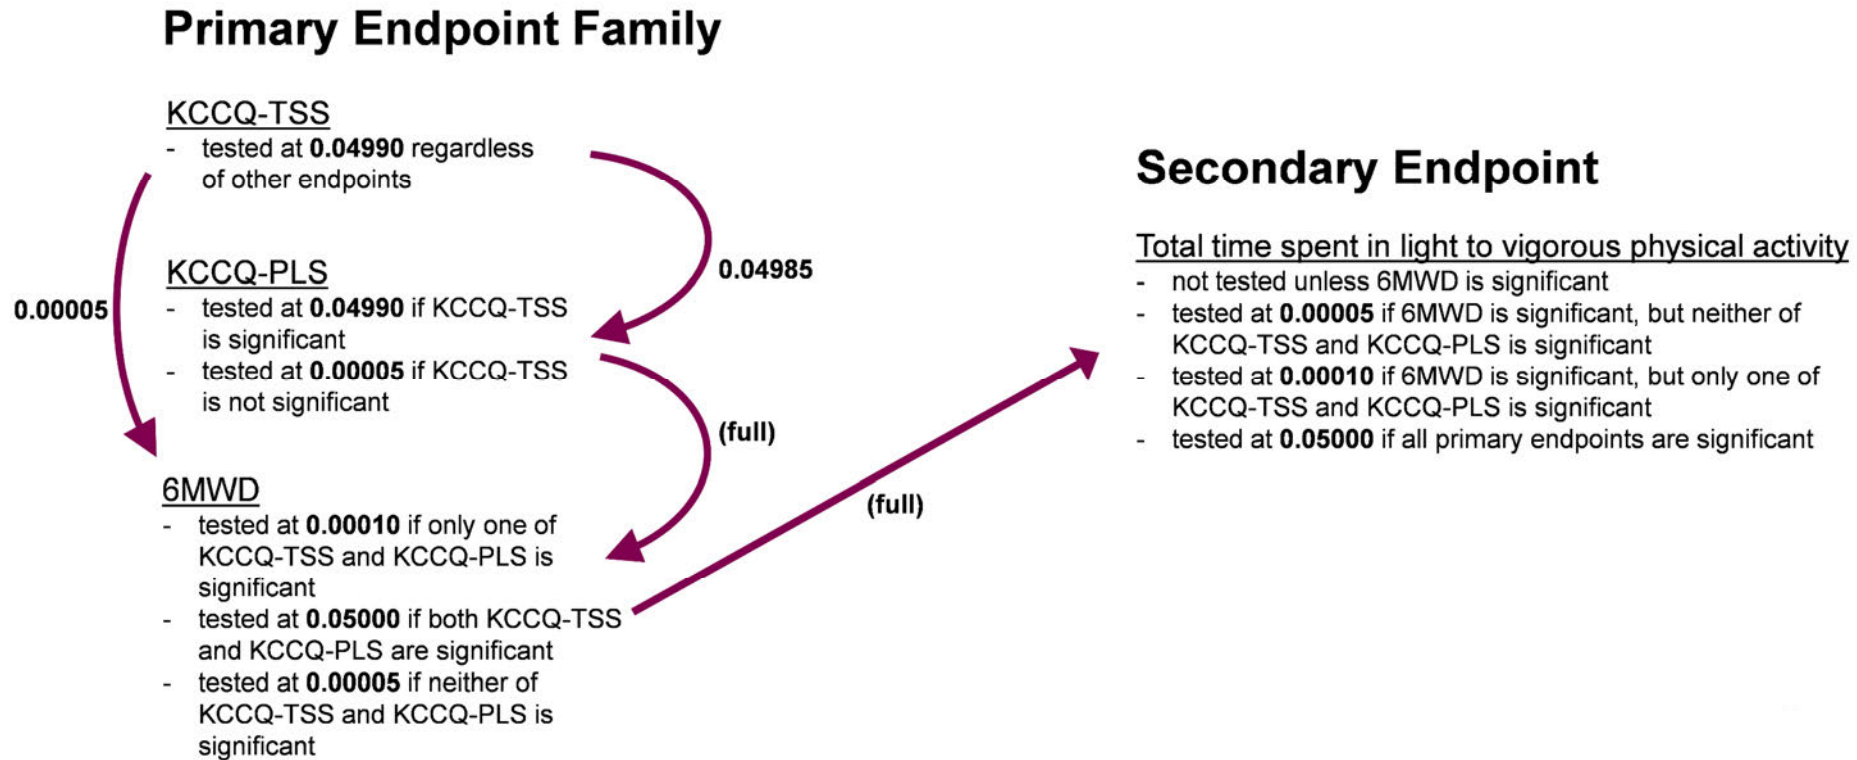 Primary Endpoint Family
KCCQ-TSS
- tested at 0.04990 regardless
of other endpoints
0.04985
KCCQ-PLS
- tested at 0.04990 if KCCQ-TSS
is significant
- tested at 0.00005 if KCCQ-TSS
is not significant
0.00005
(full)
6MWD
- tested at 0.00010 if only one of
KCCQ-TSS and KCCQ-PLS is
significant
- tested at 0.05000 if both KCCQ-TSS
and KCCQ-PLS are significant
- tested at 0.00005 if neither of
KCCQ-TSS and KCCQ-PLS is
significant
(full)
Secondary Endpoint
Total time spent in light to vigorous physical activity
- not tested unless 6MWD is significant
- tested at 0.00005 if 6MWD is significant, but neither of
KCCQ-TSS and KCCQ-PLS is significant
- tested at 0.00010 if 6MWD is significant, but only one of
KCCQ-TSS and KCCQ-PLS is significant
- tested at 0.05000 if all primary endpoints are significant